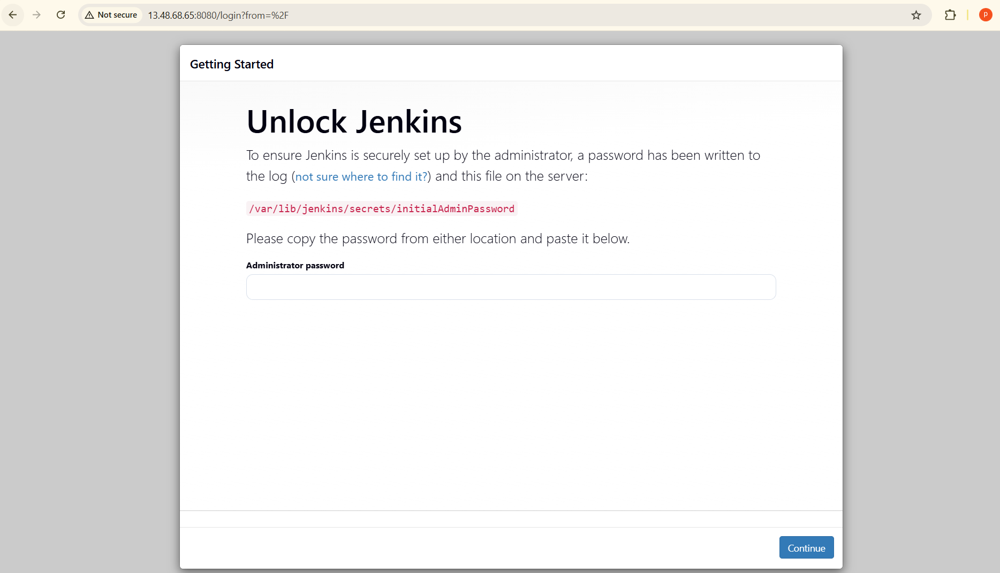 Not secure 13.48.68.65:8080/login?from=%2F
P
Getting Started
Unlock Jenkins
To ensure Jenkins is securely set up by the administrator, a password has been written to
the log (not sure where to find it?) and this file on the server:
/var/lib/jenkins/secrets/initialAdminPassword
Please copy the password from either location and paste it below.
Administrator password
Continue